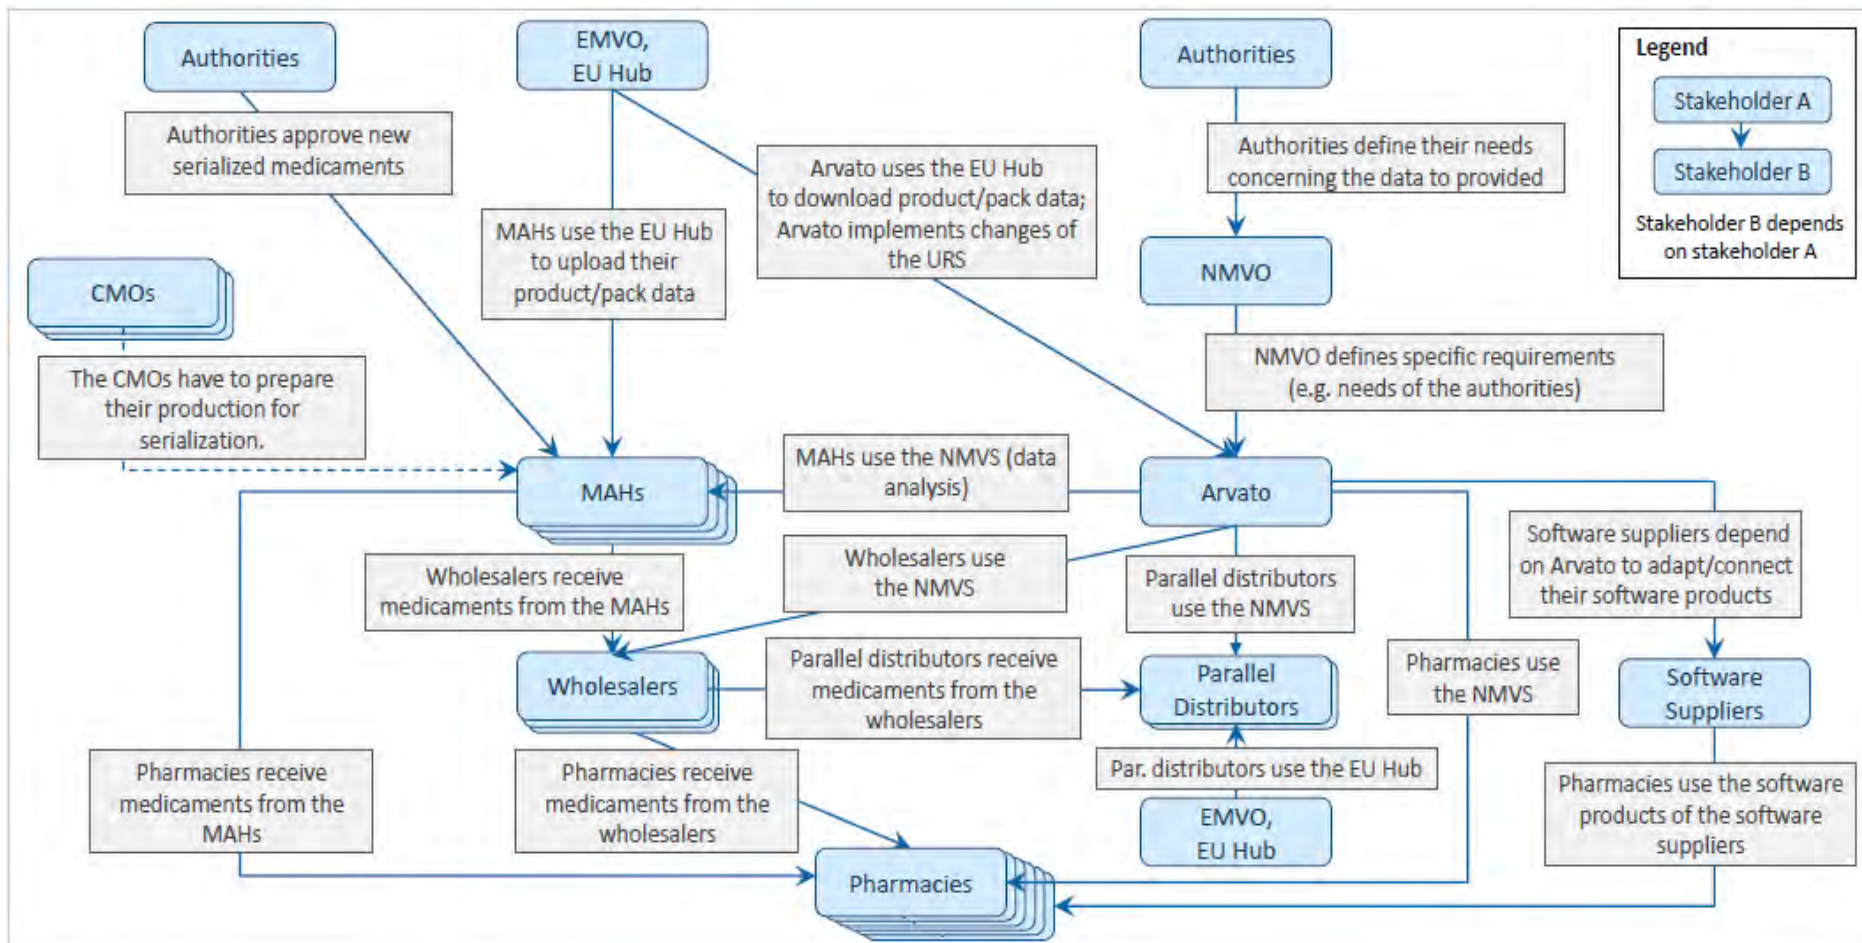 Authorities
EMVO,
EU Hub
Authorities
Legend
Stakeholder A
Stakeholder B
Stakeholder B depends
on stakeholder A
Authorities approve new
serialized medicaments
Arvato uses the EU Hub
to download product/pack data;
Arvato implements changes of
the URS
Authorities define their needs
concerning the data to provided
MAHs use the EU Hub
to upload their
product/pack data
NMVO
CMOs
The CMOs have to prepare
their production for
serialization.
NMVO defines specific requirements
(e.g. needs of the authorities)
MAHs
MAHs use the NMVS (data
analysis)
Arvato
Wholesalers receive
medicaments from the MAHs
Wholesalers use
the NMVS
Parallel distributors
use the NMVS
Software suppliers depend
on Arvato to adapt/connect
their software products
Wholesalers
Parallel distributors receive
medicaments from the
wholesalers
Parallel
Distributors
Pharmacies use
the NMVS
Software
Suppliers
Pharmacies receive
medicaments from the
MAHs
Pharmacies receive
medicaments from the
wholesalers
Par. distributors use the EU Hub
EMVO,
EU Hub
Pharmacies use the software
products of the software
suppliers
Pharmacies